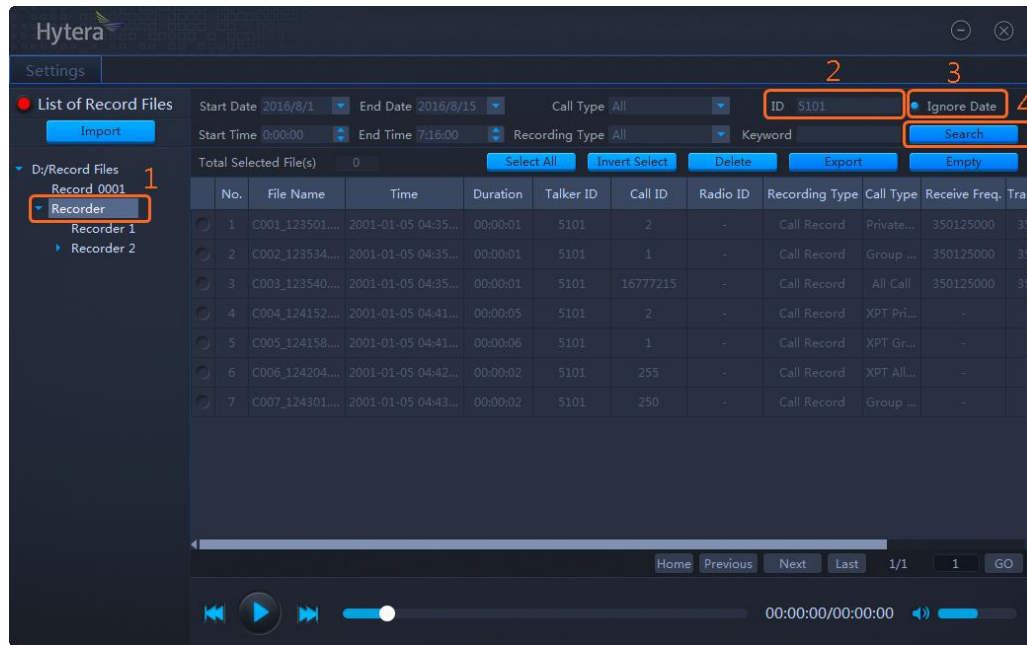 Hytera
Settings
2 3
List of Record Files Start Date 2016/8/1 End Date 2016/8/15 Call Type All ID 5101 Ignore Date 4
Import Start Time 0:00:00 End Time 7:16:00 Recording Type All Keyword Search
Total Selected File(s) 0 Select All Invert Select Delete Export Empty
D:/Record Files
1
Record 0001
Recorder
Recorder 1
Recorder 2
No. File Name Time Duration Talker ID Call ID Radio ID Recording Type Call Type Receive Freq. Tra
1 C001_123501.... 2001-01-05 04:35... 00:00:01 5101 2 - Call Record Private... 350125000 35
2 C002_123534.... 2001-01-05 04:35... 00:00:01 5101 1 - Call Record Group ... 350125000 35
3 C003_123540.... 2001-01-05 04:35... 00:00:01 5101 16777215 - Call Record All Call 350125000 35
4 C004_124152.... 2001-01-05 04:41... 00:00:05 5101 2 - Call Record XPT Pri... -
5 C005_124158.... 2001-01-05 04:41... 00:00:06 5101 1 - Call Record XPT Gr... -
6 C006_124204.... 2001-01-05 04:42... 00:00:02 5101 255 - Call Record XPT All... -
7 C007_124301.... 2001-01-05 04:43... 00:00:02 5101 250 - Call Record Group ... -
Home Previous Next Last 1/1 1 GO
00:00:00/00:00:00